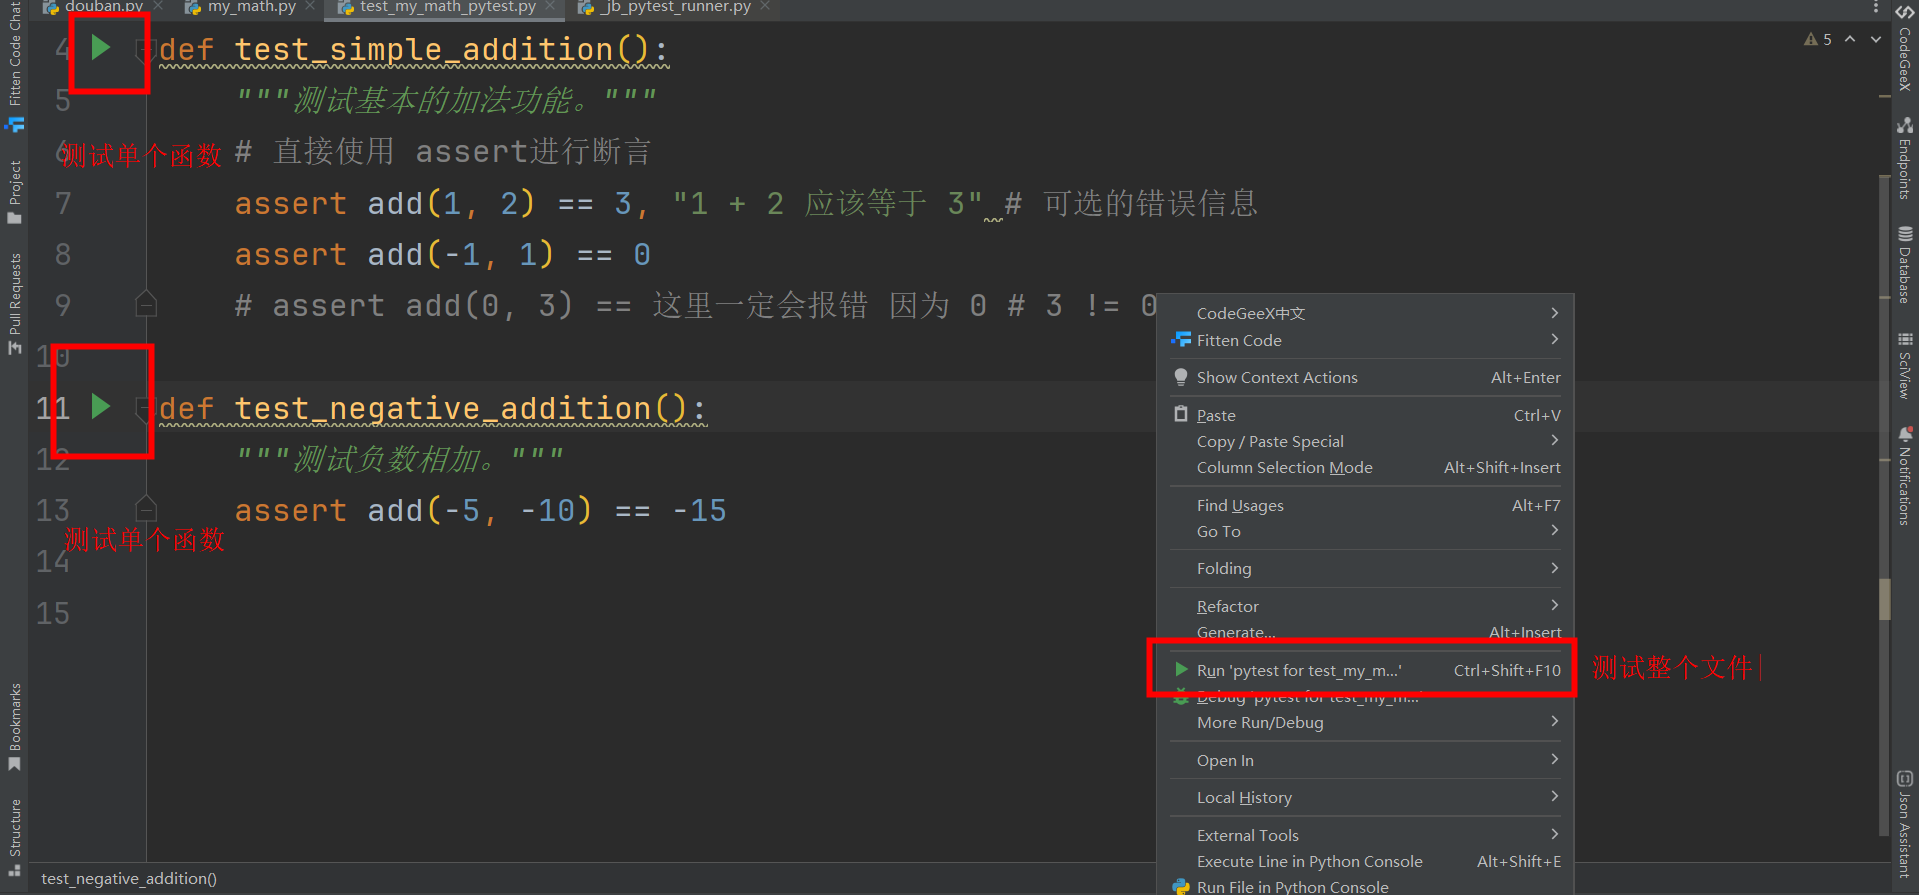 douban.py
my_math.py
test_my_math_pytest.py
_jb_pytest_runner.py
Fitten Code Chat
Project
Pull Requests
Bookmarks
Structure
4 def test_simple_addition():
5 """测试基本的加法功能。"""
测试单个函数
6 # 直接使用 assert进行断言
7 assert add(1, 2) == 3, "1 + 2 应该等于 3" # 可选的错误信息
8 assert add(-1, 1) == 0
9 # assert add(0, 3) == 这里一定会报错 因为 0 # 3 != 0
10
11 def test_negative_addition():
12 """测试负数相加。"""
13 assert add(-5, -10) == -15
测试单个函数
14
15
5
CodeGeeX中文
Fitten Code
Show Context Actions Alt+Enter
Paste Ctrl+V
Copy / Paste Special
Column Selection Mode Alt+Shift+Insert
Find Usages Alt+F7
Go To
Folding
Refactor
Generate... Alt+Insert
Run 'pytest for test_my_m...' Ctrl+Shift+F10
测试整个文件
Debug 'pytest for test_my_m...'
More Run/Debug
Open In
Local History
External Tools
Execute Line in Python Console Alt+Shift+E
Run File in Python Console
CodeGeeX
Endpoints
Database
SciView
Notifications
Json Assistant
test_negative_addition()